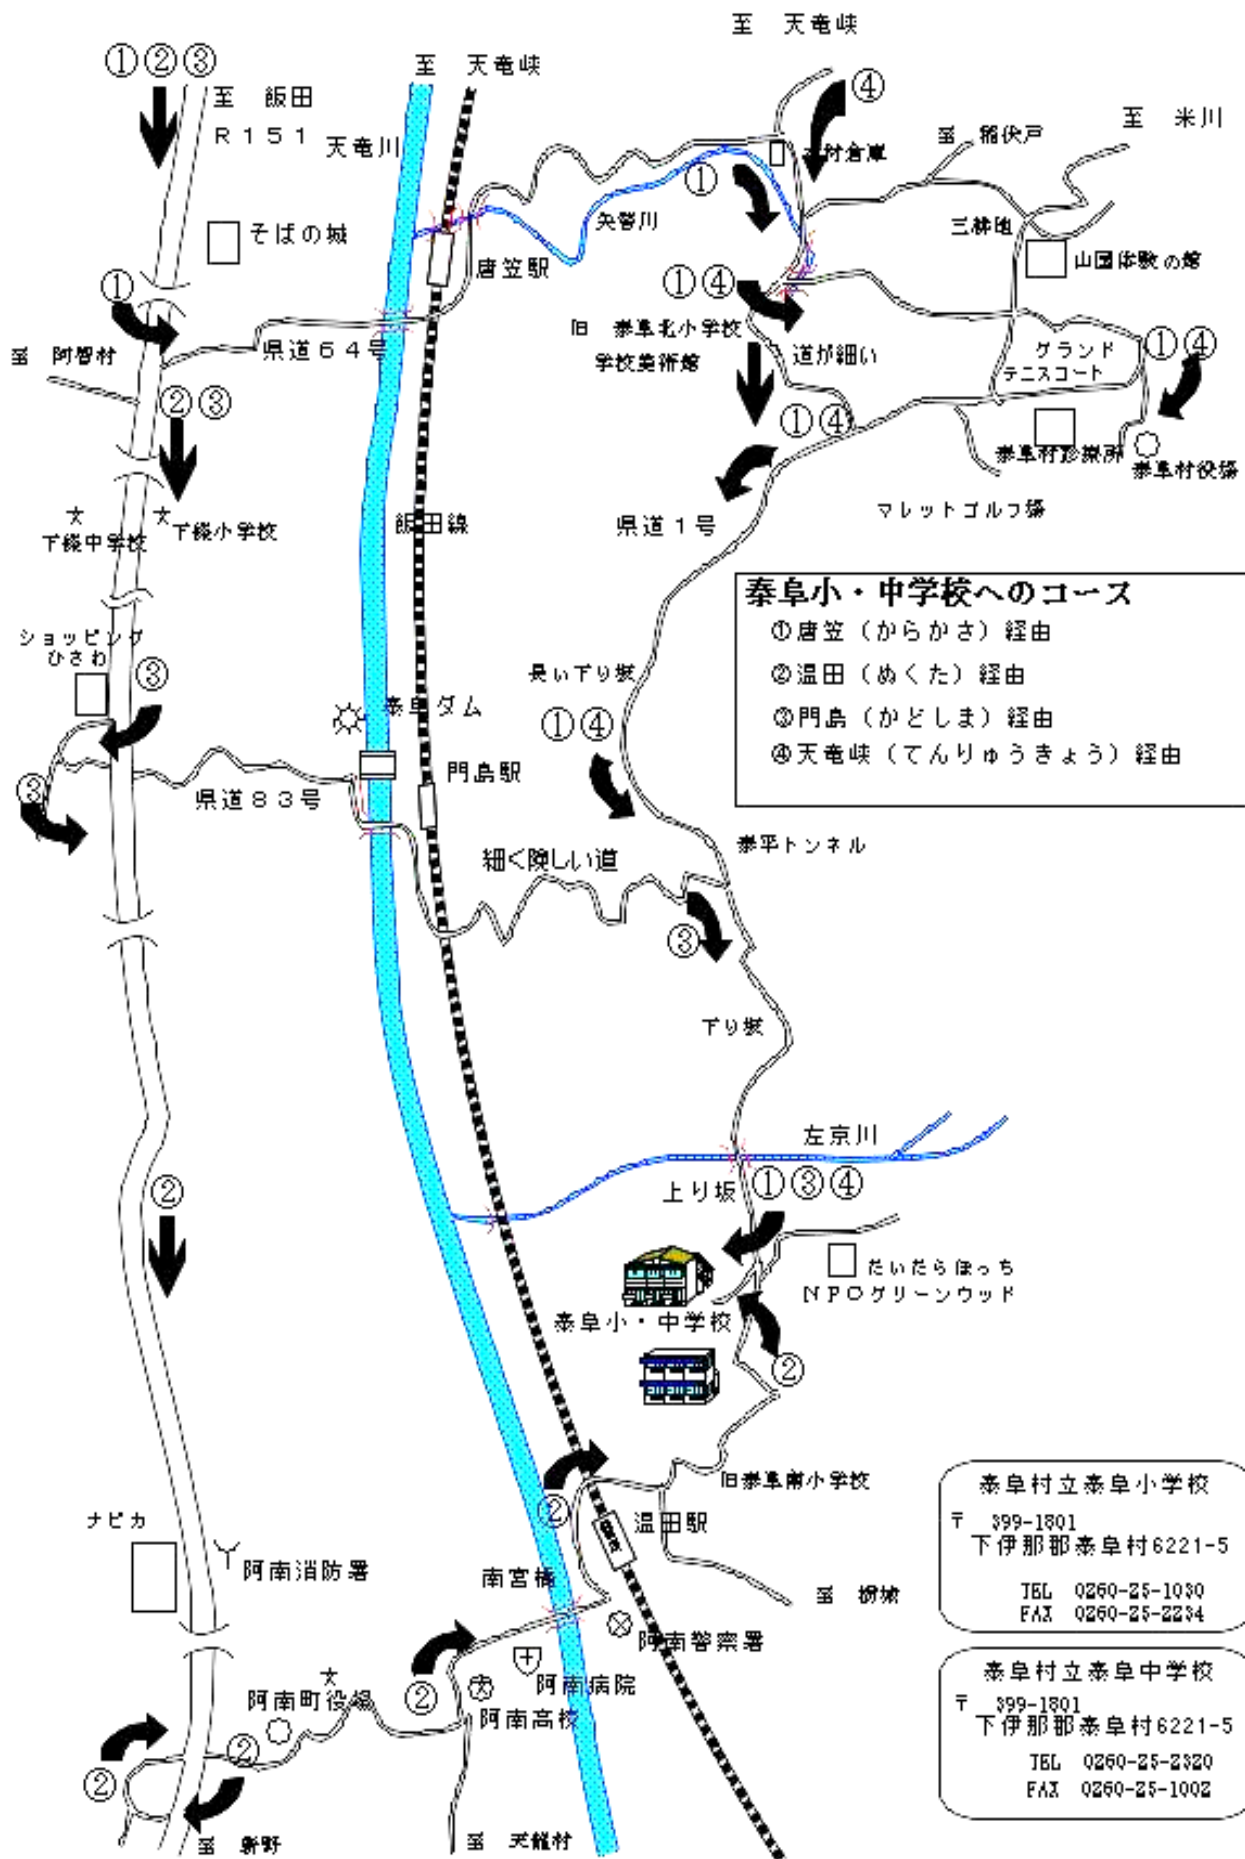 至 天竜峡
①②③
至 天竜峡
④
至 飯田
R151
天竜川
至 米川
至 稲伏戸
村倉庫
①
矢筈川
そばの城
三耕地
山国体験の館
唐笠駅
①
①④
旧 泰阜北小学校
学校美術館
県道64号
至 阿智村
道が細い
グランド
テニスコート
①④
②③
①④
泰阜村診療所
泰阜村役場
マレットゴルフ場
文
文
下條中学校
下條小学校
飯田線
県道1号
泰阜小・中学校へのコース
①唐笠（からかさ）経由
②温田（ぬくた）経由
③門島（かどしま）経由
④天竜峡（てんりゅうきょう）経由
ショッピング
ひさわ
③
長い下り坂
泰阜ダム
①④
門島駅
③
県道83号
泰平トンネル
細く険しい道
③
下り坂
左京川
上り坂
①③④
②
だいだらぼっち
NPOグリーンウッド
泰阜小・中学校
②
旧泰阜南小学校
②
温田駅
ナピカ
阿南消防署
南宮橋
至 栃城
阿南警察署
②
阿南病院
文
阿南町役場
阿南高校
②
②
至 新野
至 天龍村
泰阜村立泰阜小学校
〒 399-1801
下伊那郡泰阜村6221-5
TEL 0260-25-1030
FAX 0260-25-2234
泰阜村立泰阜中学校
〒 399-1801
下伊那郡泰阜村6221-5
TEL 0260-25-2320
FAX 0260-25-1002